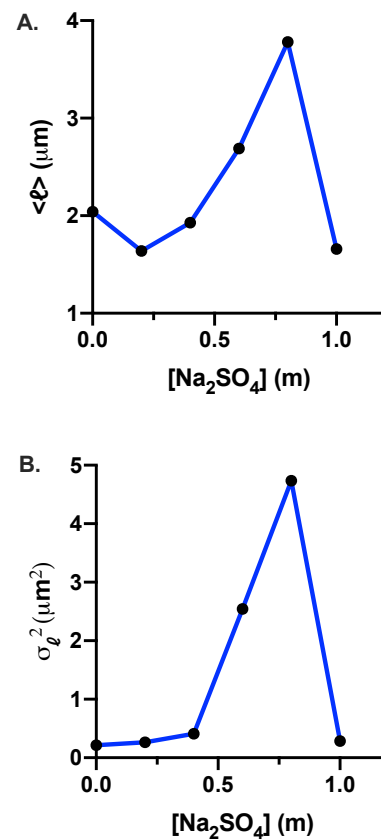 A.
4
3
2
1
<ℓ> (μm)
0.0 0.5 1.0
[Na₂SO₄] (m)
B.
5
4
3
2
1
0
σℓ² (μm²)
0.0 0.5 1.0
[Na₂SO₄] (m)